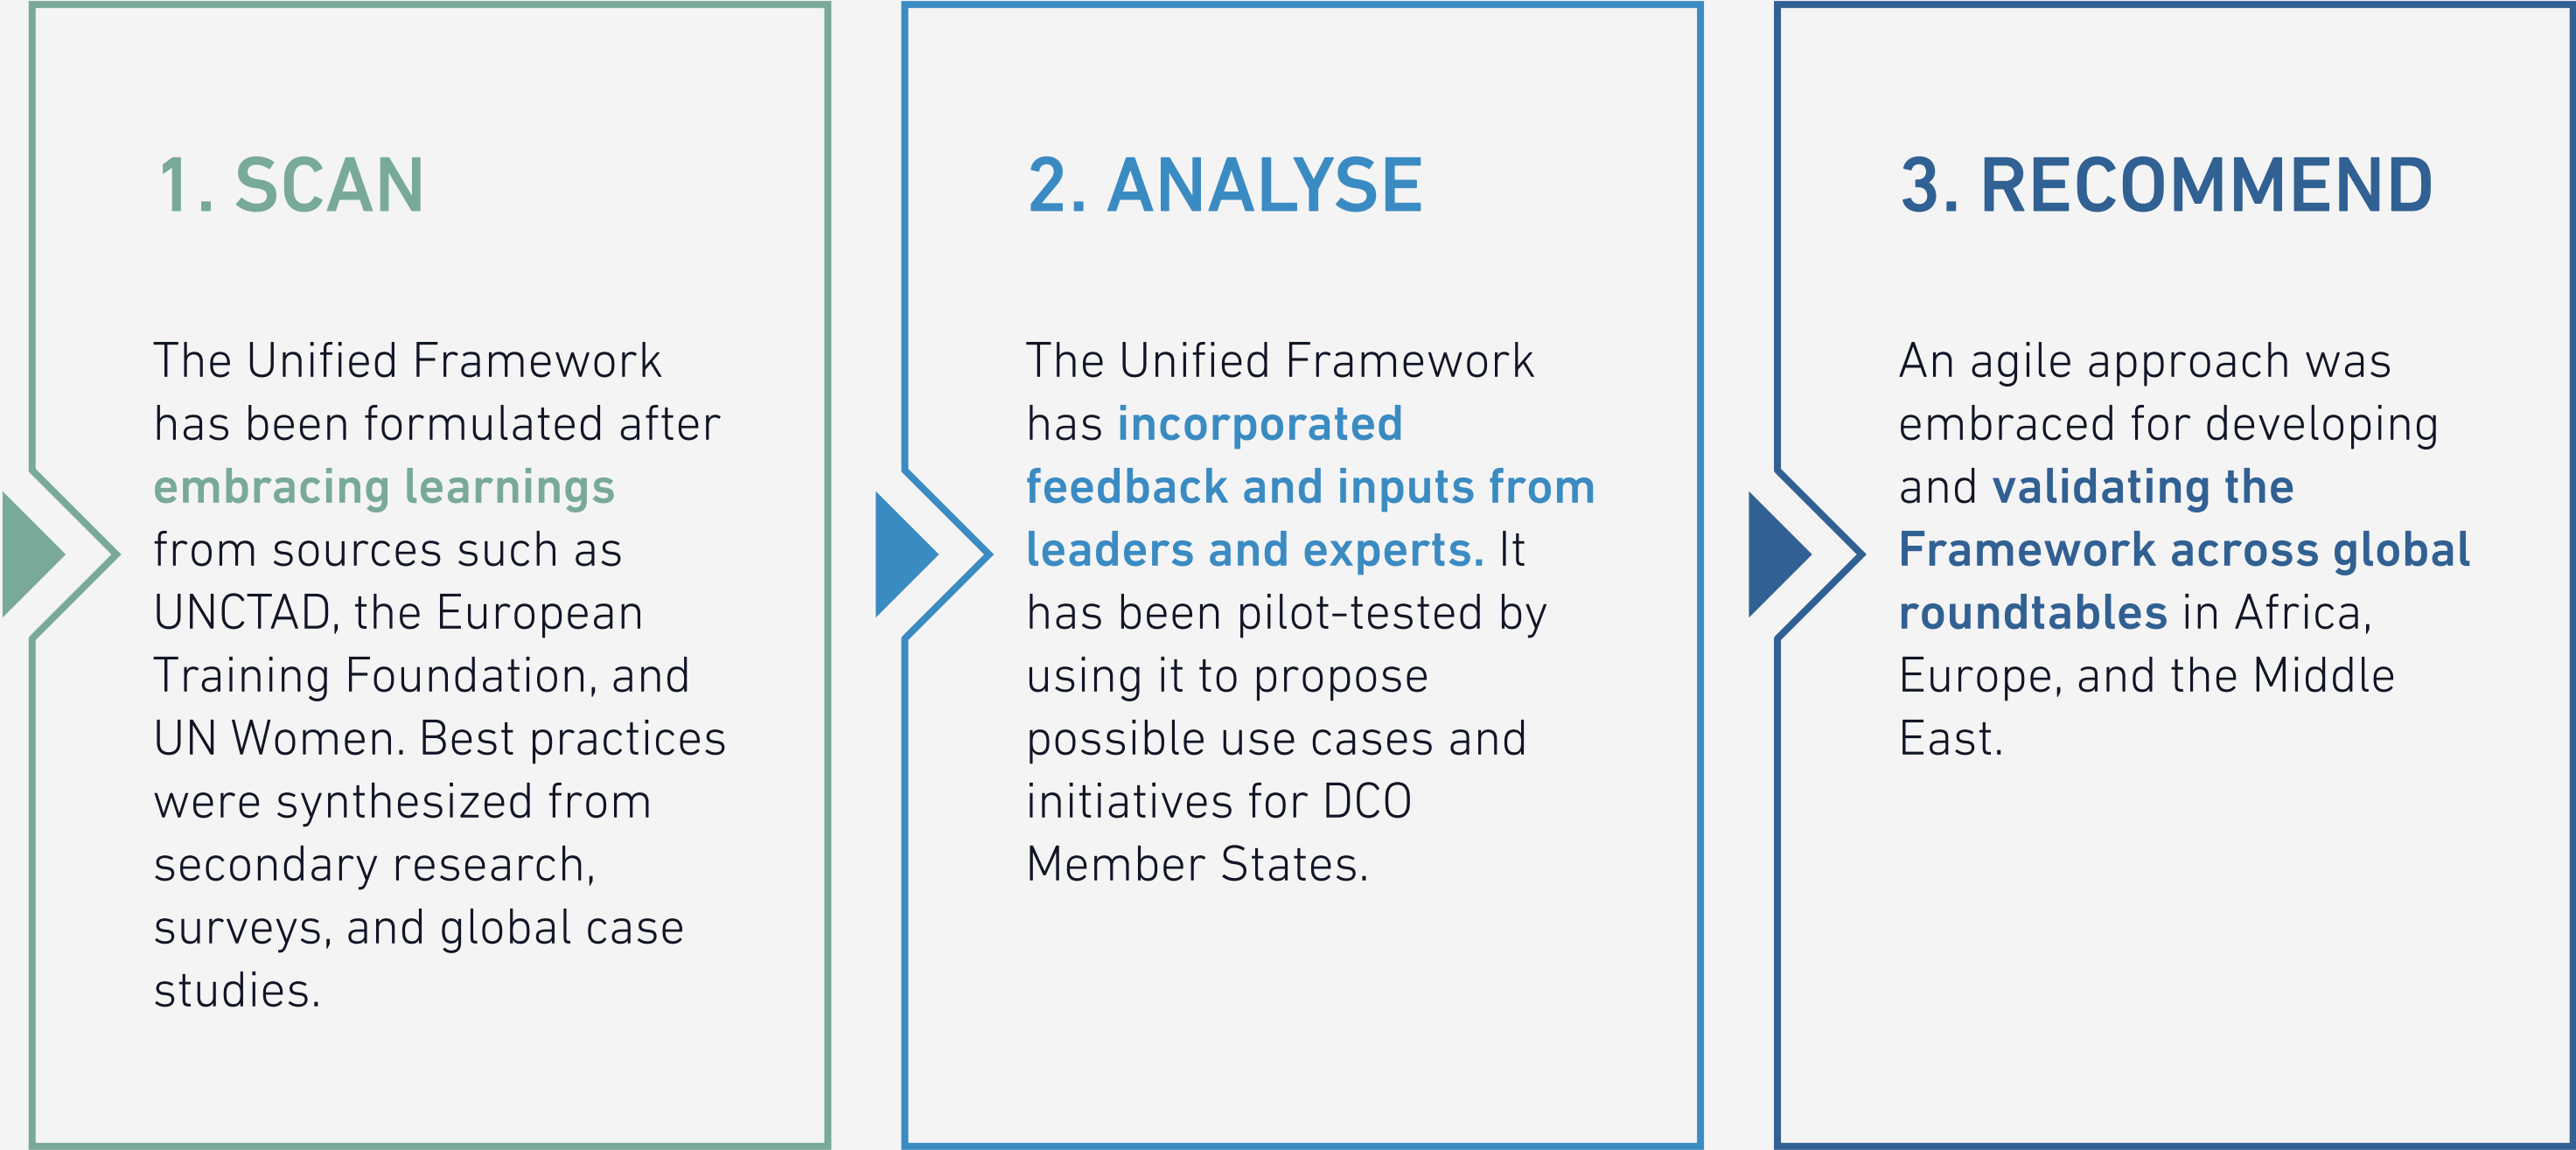 1. SCAN
The Unified Framework
has been formulated after
embracing learnings
from sources such as
UNCTAD, the European
Training Foundation, and
UN Women. Best practices
were synthesized from
secondary research,
surveys, and global case
studies.
2. ANALYSE
The Unified Framework
has incorporated
feedback and inputs from
leaders and experts. It
has been pilot-tested by
using it to propose
possible use cases and
initiatives for DCO
Member States.
3. RECOMMEND
An agile approach was
embraced for developing
and validating the
Framework across global
roundtables in Africa,
Europe, and the Middle
East.